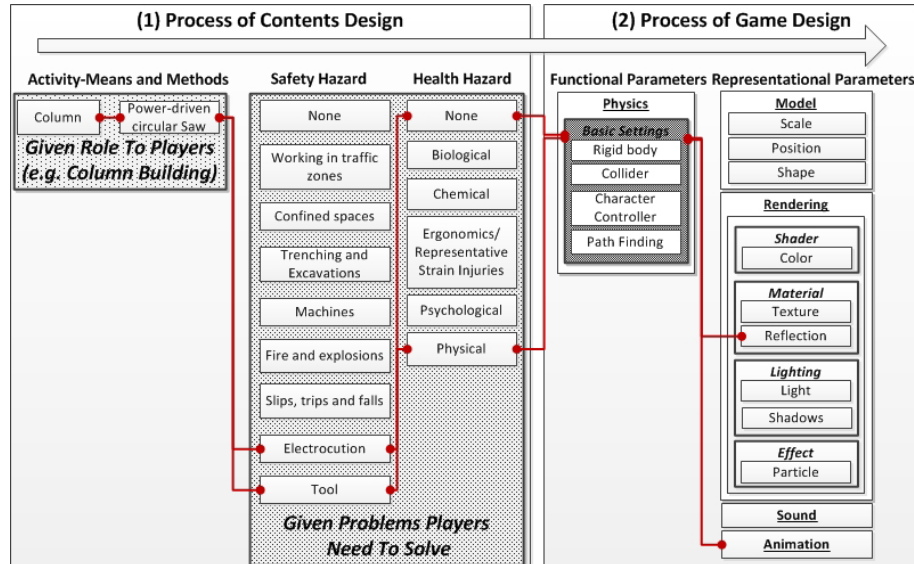 (1) Process of Contents Design
(2) Process of Game Design
Activity-Means and Methods
Column
Power-driven
circular Saw
Given Role To Players
(e.g. Column Building)
Safety Hazard
None
Working in traffic
zones
Confined spaces
Trenching and
Excavations
Machines
Fire and explosions
Slips, trips and falls
Electrocution
Tool
Health Hazard
None
Biological
Chemical
Ergonomics/
Representative
Strain Injuries
Psychological
Physical
Given Problems Players
Need To Solve
Functional Parameters
Physics
Basic Settings
Rigid body
Collider
Character
Controller
Path Finding
Representational Parameters
Model
Scale
Position
Shape
Rendering
Shader
Color
Material
Texture
Reflection
Lighting
Light
Shadows
Effect
Particle
Sound
Animation